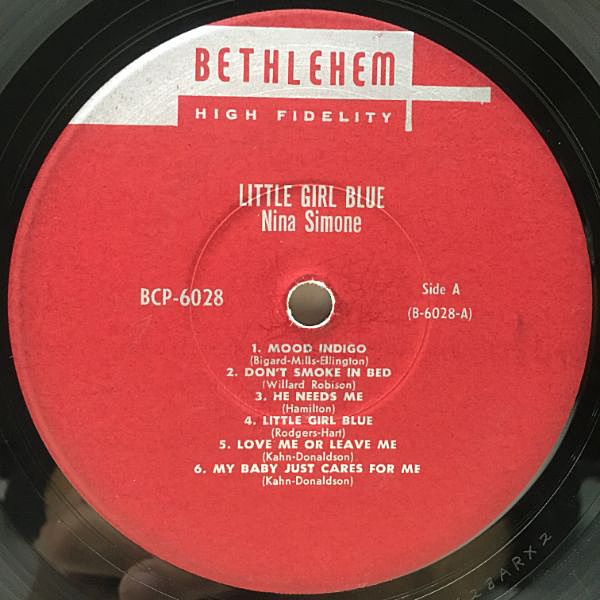 BETHLEHEM
HIGH FIDELITY
LITTLE GIRL BLUE
Nina Simone
BCP-6028
Side A
(B-6028-A)
1. MOOD INDIGO
(Bigard-Mills-Ellington)
2. DON'T SMOKE IN BED
(Willard Robison)
3. HE NEEDS ME
(Hamilton)
4. LITTLE GIRL BLUE
(Rodgers-Hart)
5. LOVE ME OR LEAVE ME
(Kahn-Donaldson)
6. MY BABY JUST CARES FOR ME
(Kahn-Donaldson)
28ARX2